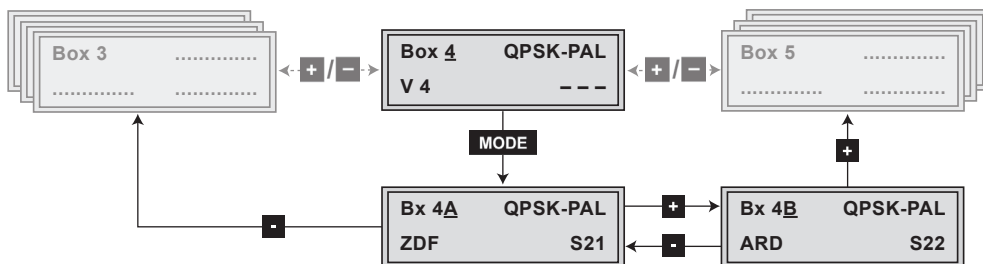 Box 3 ..............
.............. ..............
+ / −
Box 4 QPSK-PAL
V 4 – – –
+ / −
Box 5 ..............
.............. ..............
MODE
+
-
Bx 4A QPSK-PAL
ZDF S21
+
-
Bx 4B QPSK-PAL
ARD S22